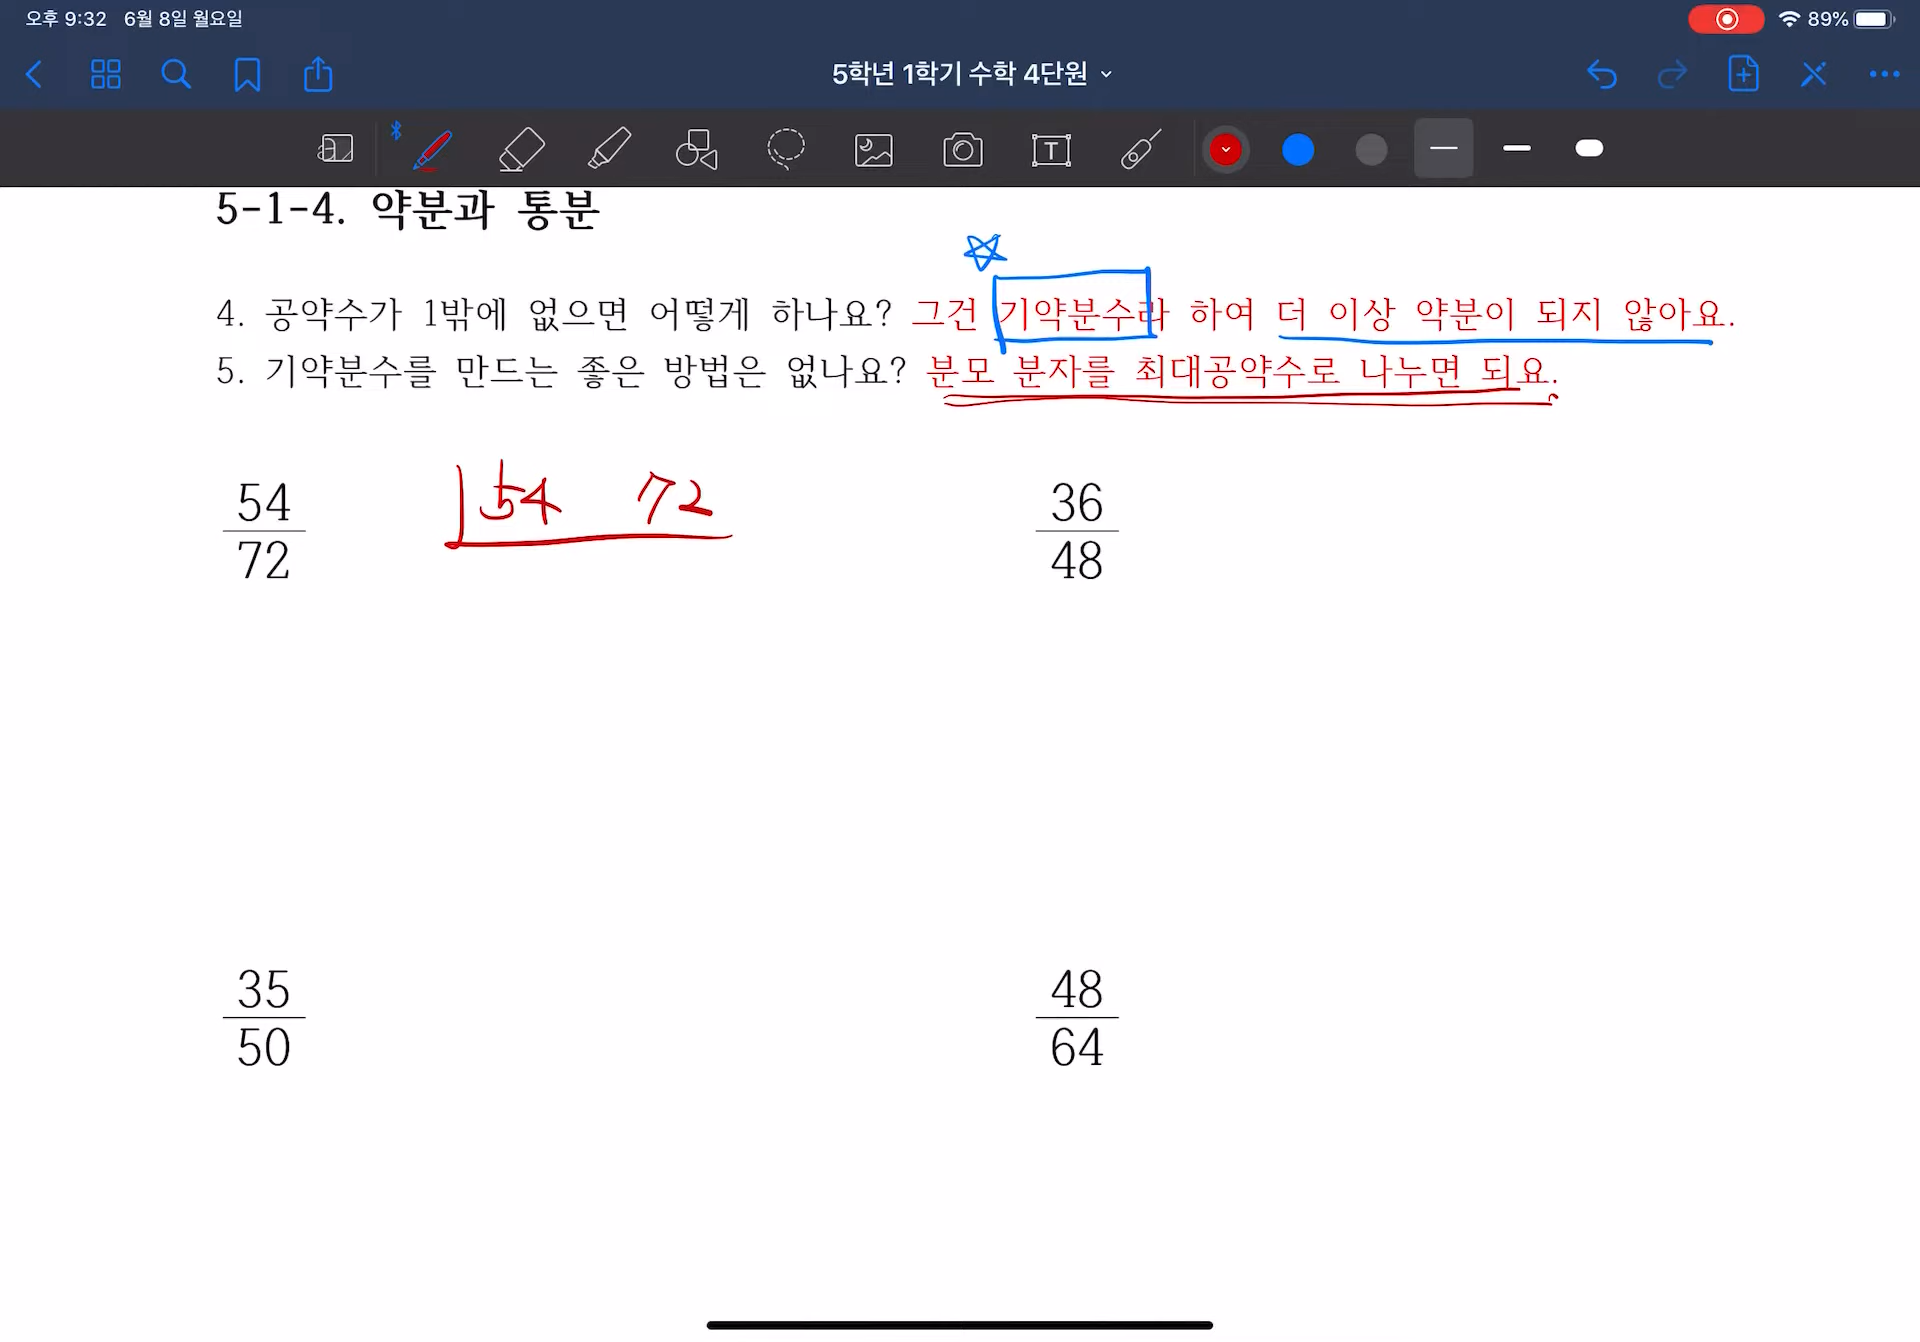 오후 9:32 6월 8일 월요일
89%
5학년 1학기 수학 4단원
5-1-4. 약분과 통분
4. 공약수가 1밖에 없으면 어떻게 하나요? 그건 기약분수라 하여 더 이상 약분이 되지 않아요.
5. 기약분수를 만드는 좋은 방법은 없나요? 분모 분자를 최대공약수로 나누면 되요.
54
72
54 72
36
48
35
50
48
64